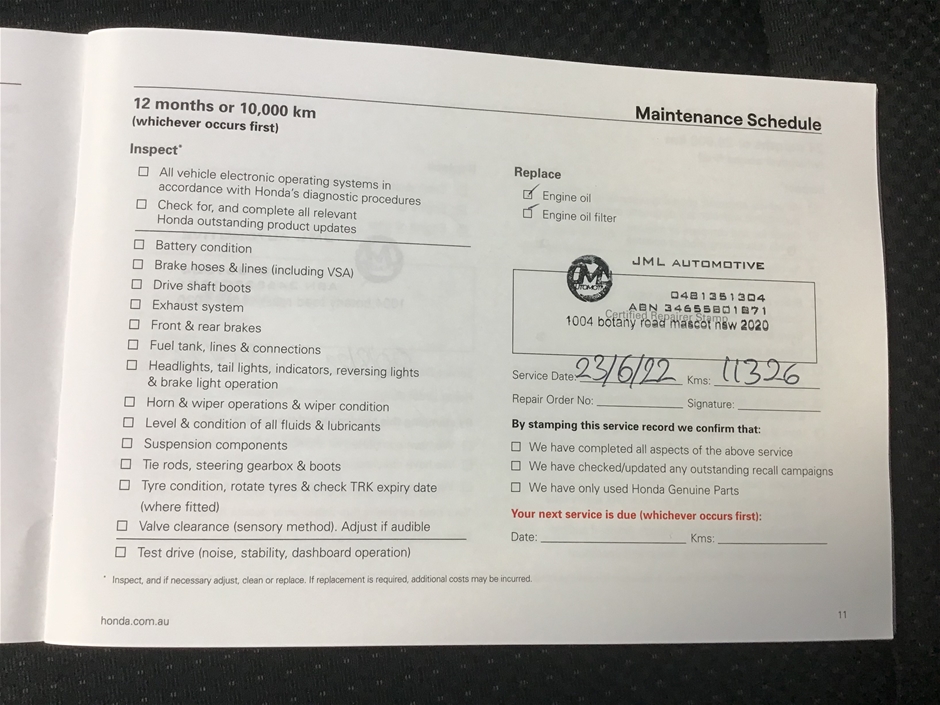 12 months or 10,000 km
(whichever occurs first)
Maintenance Schedule
Inspect*
☐ All vehicle electronic operating systems in
accordance with Honda's diagnostic procedures
☐ Check for, and complete all relevant
Honda outstanding product updates
☐ Battery condition
☐ Brake hoses & lines (including VSA)
☐ Drive shaft boots
☐ Exhaust system
☐ Front & rear brakes
☐ Fuel tank, lines & connections
☐ Headlights, tail lights, indicators, reversing lights
& brake light operation
☐ Horn & wiper operations & wiper condition
☐ Level & condition of all fluids & lubricants
☐ Suspension components
☐ Tie rods, steering gearbox & boots
☐ Tyre condition, rotate tyres & check TRK expiry date
(where fitted)
☐ Valve clearance (sensory method). Adjust if audible
☐ Test drive (noise, stability, dashboard operation)
Replace
☑ Engine oil
☑ Engine oil filter
JML AUTOMOTIVE
0481351304
ABN 34655801871
Certified Repairer Stamp
1004 botany road mascot nsw 2020
Service Date: 23/6/22 Kms: 11326
Repair Order No: Signature:
By stamping this service record we confirm that:
☐ We have completed all aspects of the above service
☐ We have checked/updated any outstanding recall campaigns
☐ We have only used Honda Genuine Parts
Your next service is due (whichever occurs first):
Date: Kms:
* Inspect, and if necessary adjust, clean or replace. If replacement is required, additional costs may be incurred.
honda.com.au
11